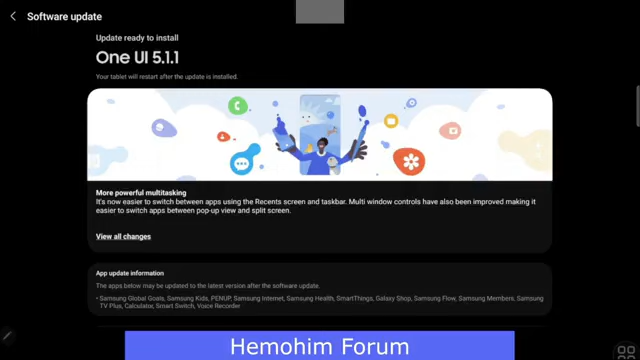 Software update
Update ready to install
One UI 5.1.1
Your tablet will restart after the update is installed.
More powerful multitasking
It's now easier to switch between apps using the Recents screen and taskbar. Multi window controls have also been improved making it
easier to switch apps between pop-up view and split screen.
View all changes
App update information
The apps below may be updated to the latest version after the software update.
• Samsung Global Goals, Samsung Kids, PENUP, Samsung Internet, Samsung Health, SmartThings, Galaxy Shop, Samsung Flow, Samsung Members, Samsung
TV Plus, Calculator, Smart Switch, Voice Recorder
Hemohim Forum